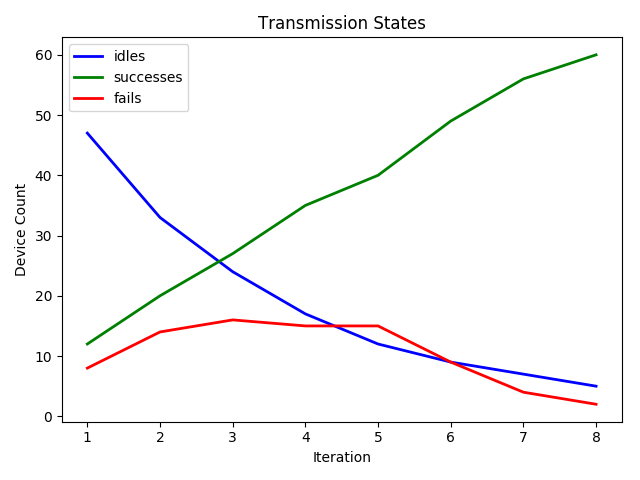 Transmission States
idles
successes
fails
60
50
40
30
20
10
0
Device Count
1 2 3 4 5 6 7 8
Iteration